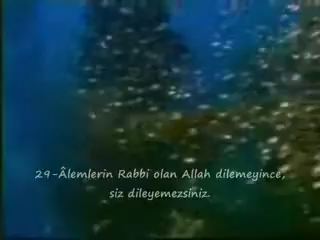 29-Âlemlerin Rabbi olan Allah dilemeyince,
siz dileyemezsiniz.